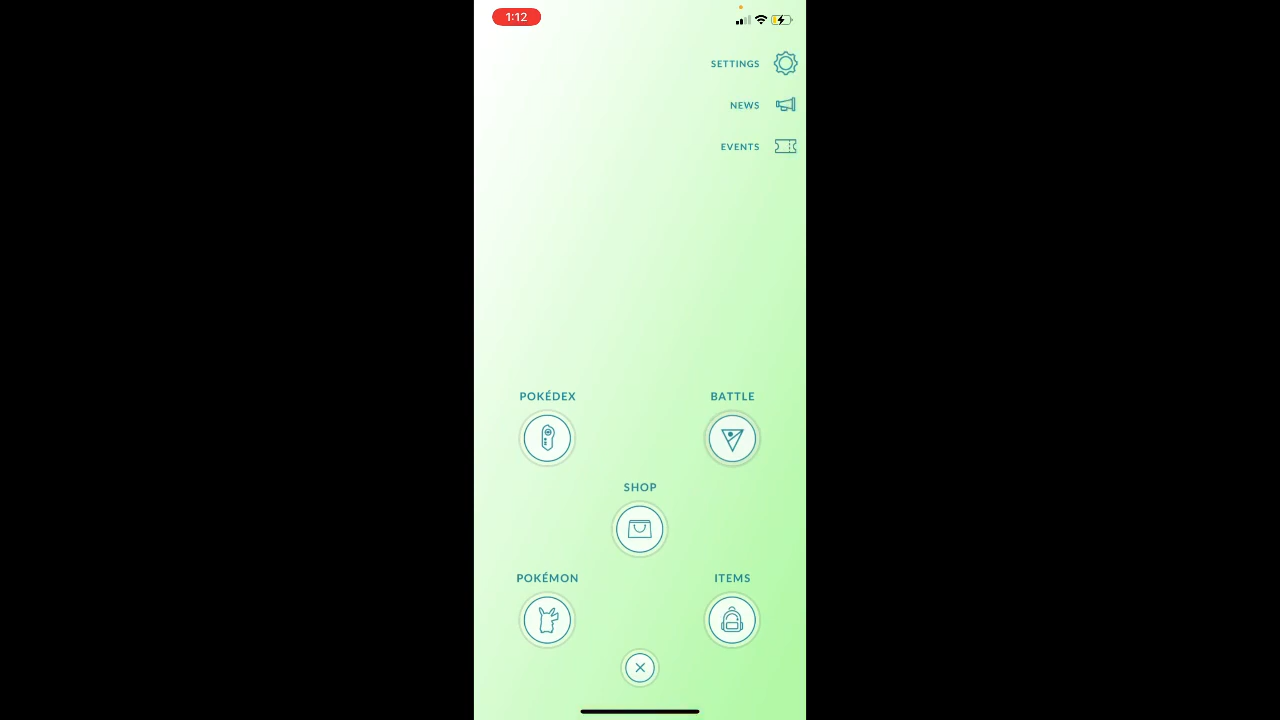 1:12
SETTINGS
NEWS
EVENTS
POKÉDEX
BATTLE
SHOP
POKÉMON
ITEMS